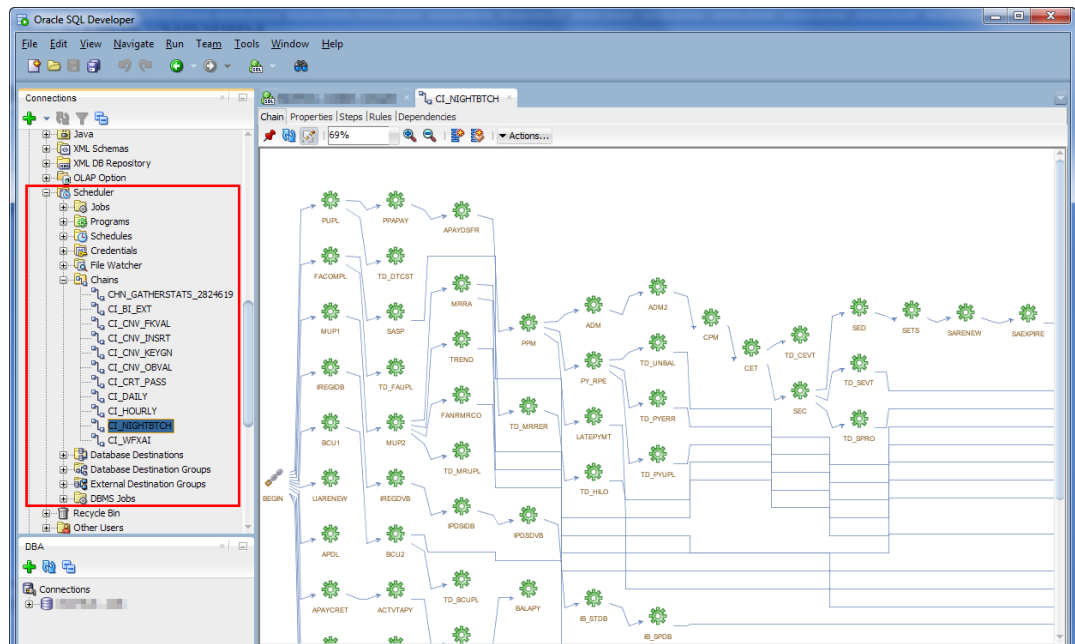 Oracle SQL Developer
File Edit View Navigate Run Team Tools Window Help
Connections
Java
XML Schemas
XML DB Repository
OLAP Option
Scheduler
Jobs
Programs
Schedules
Credentials
File Watcher
Chains
CHN_GATHERSTATS_2824619
CI_BI_EXT
CI_CNV_FKVAL
CI_CNV_INSRT
CI_CNV_KEYGN
CI_CNV_OBVAL
CI_CRT_PASS
CI_DAILY
CI_HOURLY
CI_NIGHTBTCH
CI_WFXAI
Database Destinations
Database Destination Groups
External Destination Groups
DBMS Jobs
Recycle Bin
Other Users
DBA
Connections
CI_NIGHTBTCH
Chain Properties Steps Rules Dependencies
69% Actions...
PUPL PPAPAY APAYDSFR
FACOMPL TD_DTCST
MRRA ADM ADM2
MUP1 SASP PPM CPM SED SETS SARENEW SAEXPIRE
TREND TD_UNBAL CET TD_CEVT
IREGIDB TD_FAUPL PY_RPE TD_SEVT
FANRMRCO SEC
BCU1 MUP2 TD_MRRER LATEPYMT TD_PYERR TD_SPRO
TD_MRUPL TD_HILO TD_PYUPL
BEGIN UARENEW IREGDVB
IPDSIDB IPDSDVB
APDL BCU2
TD_BCUPL
APAYCRET ACTVTAPY BALAPY IB_STDB
IB_SPDB